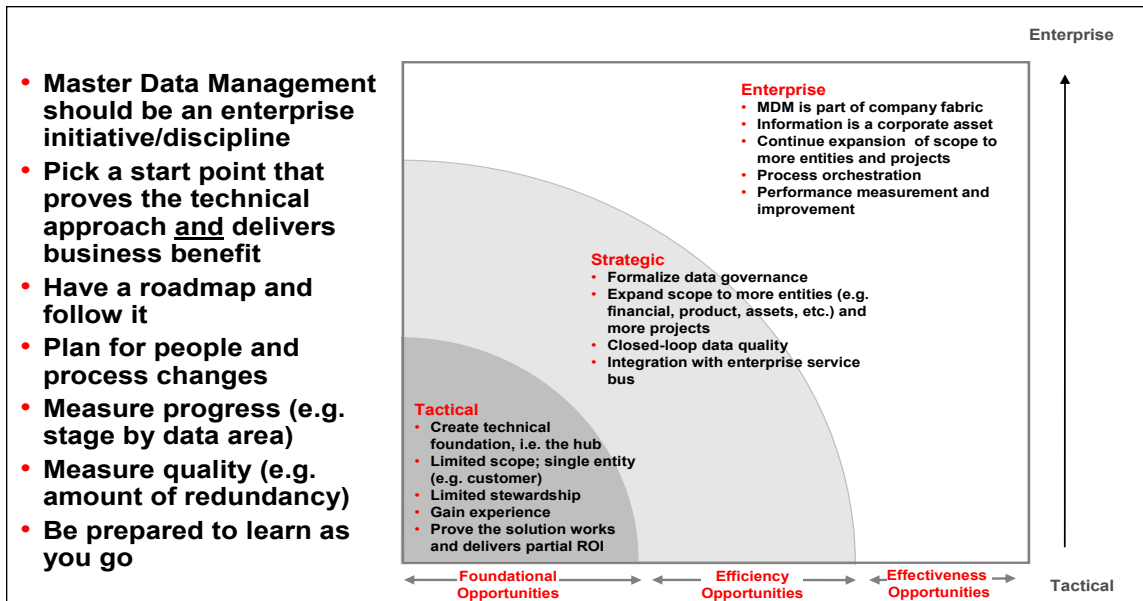 • Master Data Management
should be an enterprise
initiative/discipline
• Pick a start point that
proves the technical
approach and delivers
business benefit
• Have a roadmap and
follow it
• Plan for people and
process changes
• Measure progress (e.g.
stage by data area)
• Measure quality (e.g.
amount of redundancy)
• Be prepared to learn as
you go
Enterprise
Enterprise
• MDM is part of company fabric
• Information is a corporate asset
• Continue expansion of scope to
more entities and projects
• Process orchestration
• Performance measurement and
improvement
Strategic
• Formalize data governance
• Expand scope to more entities (e.g.
financial, product, assets, etc.) and
more projects
• Closed-loop data quality
• Integration with enterprise service
bus
Tactical
• Create technical
foundation, i.e. the hub
• Limited scope; single entity
(e.g. customer)
• Limited stewardship
• Gain experience
• Prove the solution works
and delivers partial ROI
Foundational
Opportunities
Efficiency
Opportunities
Effectiveness
Opportunities
Tactical